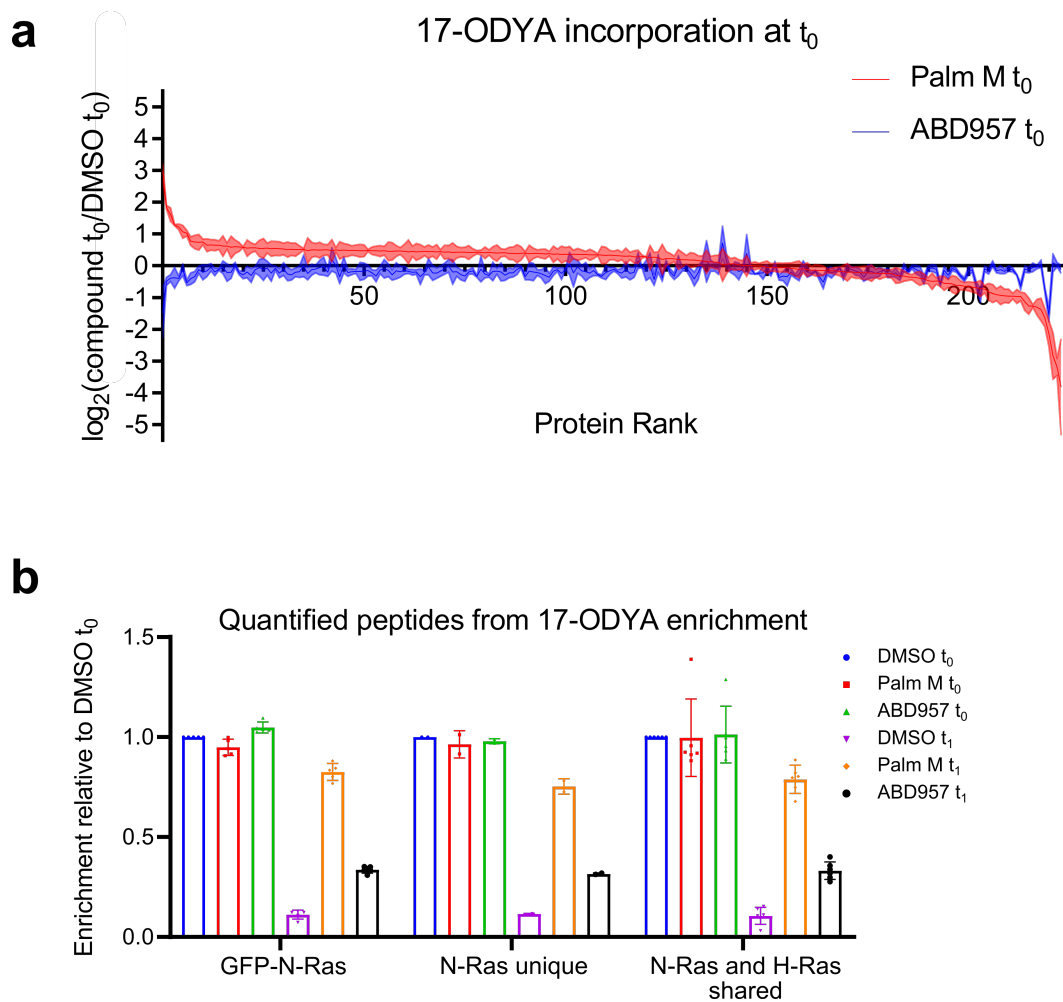 a
17-ODYA incorporation at t0
Palm M t0
ABD957 t0
log2(compound t0/DMSO t0)
5
4
3
2
1
0
-1
-2
-3
-4
-5
50
100
150
200
Protein Rank
b
Quantified peptides from 17-ODYA enrichment
Enrichment relative to DMSO t0
1.5
1.0
0.5
0.0
DMSO t0
Palm M t0
ABD957 t0
DMSO t1
Palm M t1
ABD957 t1
GFP-N-Ras
N-Ras unique
N-Ras and H-Ras
shared